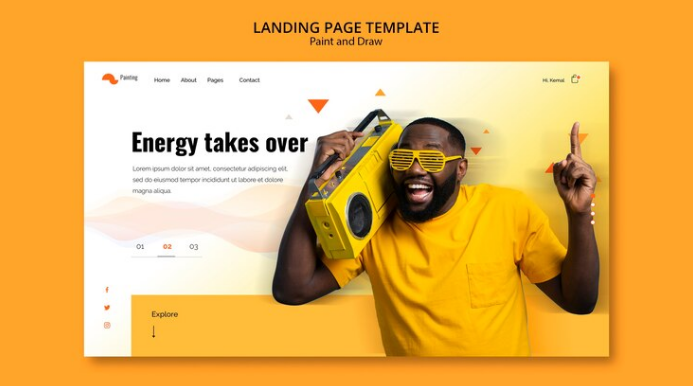 LANDING PAGE TEMPLATE
Paint and Draw
Painting
Home About Pages Contact
Hi, Kemal
Energy takes over
Lorem ipsum dolor sit amet, consectetur adipiscing elit,
sed do eiusmod tempor incididunt ut labore et dolore
magna aliqua.
01 02 03
Explore